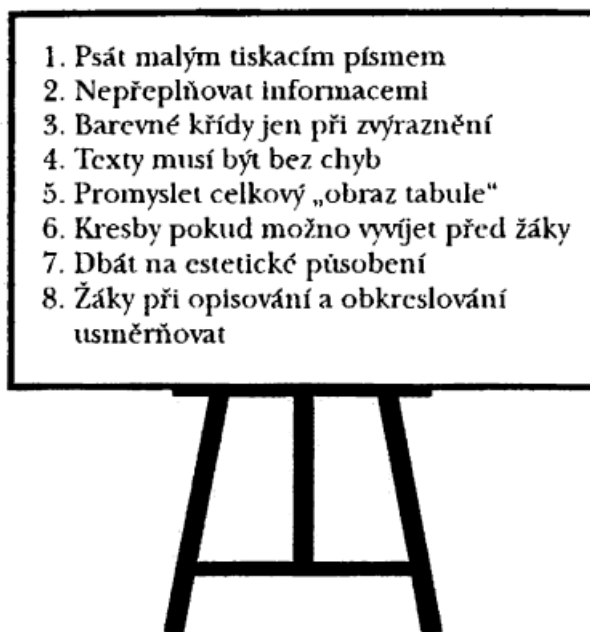 1. Psát malým tiskacím písmem
2. Nepřeplňovat informacemi
3. Barevné křídy jen při zvýraznění
4. Texty musí být bez chyb
5. Promyslet celkový „obraz tabule“
6. Kresby pokud možno vyvíjet před žáky
7. Dbát na estetické působení
8. Žáky při opisování a obkreslování
usměrňovat